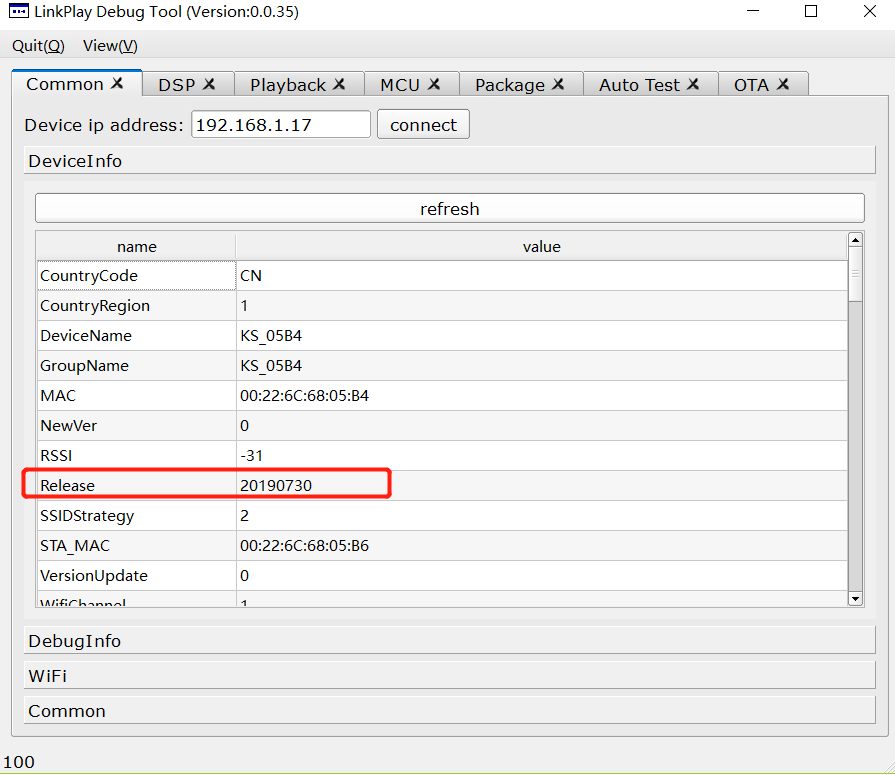 LinkPlay Debug Tool (Version:0.0.35)
Quit(Q) View(V)
Common DSP Playback MCU Package Auto Test OTA
Device ip address: 192.168.1.17 connect
DeviceInfo
refresh
name value
CountryCode CN
CountryRegion 1
DeviceName KS_05B4
GroupName KS_05B4
MAC 00:22:6C:68:05:B4
NewVer 0
RSSI -31
Release 20190730
SSIDStrategy 2
STA_MAC 00:22:6C:68:05:B6
VersionUpdate 0
WifiChannel 1
DebugInfo
WiFi
Common
100